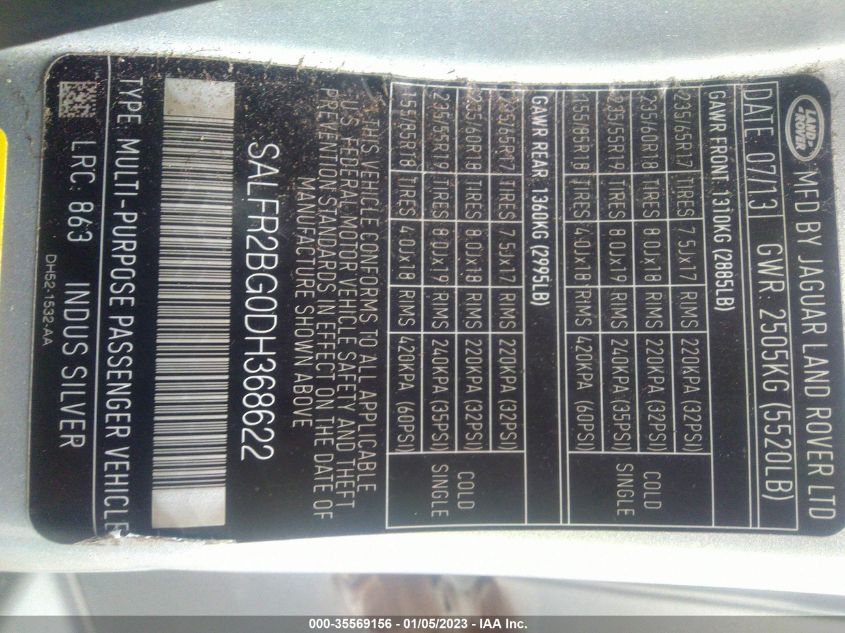 LAND ROVER
MFD BY JAGUAR LAND ROVER LTD
DATE: 07/13 GWR: 2505KG (5520LB)
GAWR FRONT 1310KG (2885LB)
235/65R17 TIRES 7.5Jx17 RIMS 220KPA (32PSI)
235/60R18 TIRES 8.0Jx18 RIMS 220KPA (32PSI) COLD
235/55R19 TIRES 8.0Jx19 RIMS 240KPA (35PSI) SINGLE
155/85R18 TIRES 4.0Jx18 RIMS 420KPA (60PSI)
GAWR REAR 1360KG (2995LB)
235/65R17 TIRES 7.5Jx17 RIMS 220KPA (32PSI)
235/60R18 TIRES 8.0Jx18 RIMS 220KPA (32PSI) COLD
235/55R19 TIRES 8.0Jx19 RIMS 240KPA (35PSI) SINGLE
155/85R18 TIRES 4.0Jx18 RIMS 420KPA (60PSI)
THIS VEHICLE CONFORMS TO ALL APPLICABLE
U.S. FEDERAL MOTOR VEHICLE SAFETY AND THEFT
PREVENTION STANDARDS IN EFFECT ON THE DATE OF
MANUFACTURE SHOWN ABOVE
SALFR2BG0DH368622
TYPE: MULTI-PURPOSE PASSENGER VEHICLE
LRC: 863 INDUS SILVER
DH52-1532-AA
000-35569156 - 01/05/2023 - IAA Inc.